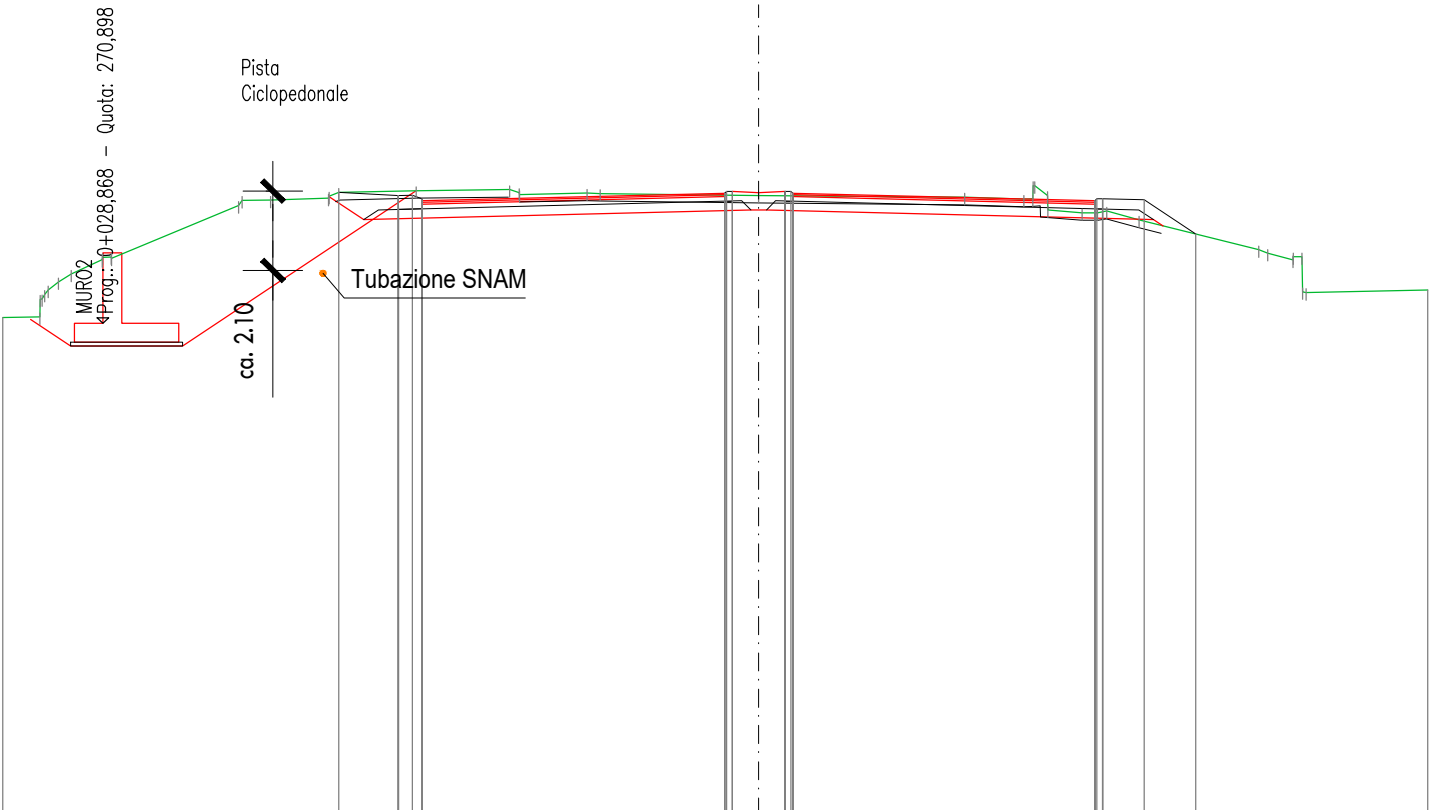 Pista
Ciclopedonale
MURO2
Prog.: 0+028,868 – Quota: 270,898
Tubazione SNAM
ca. 2.10